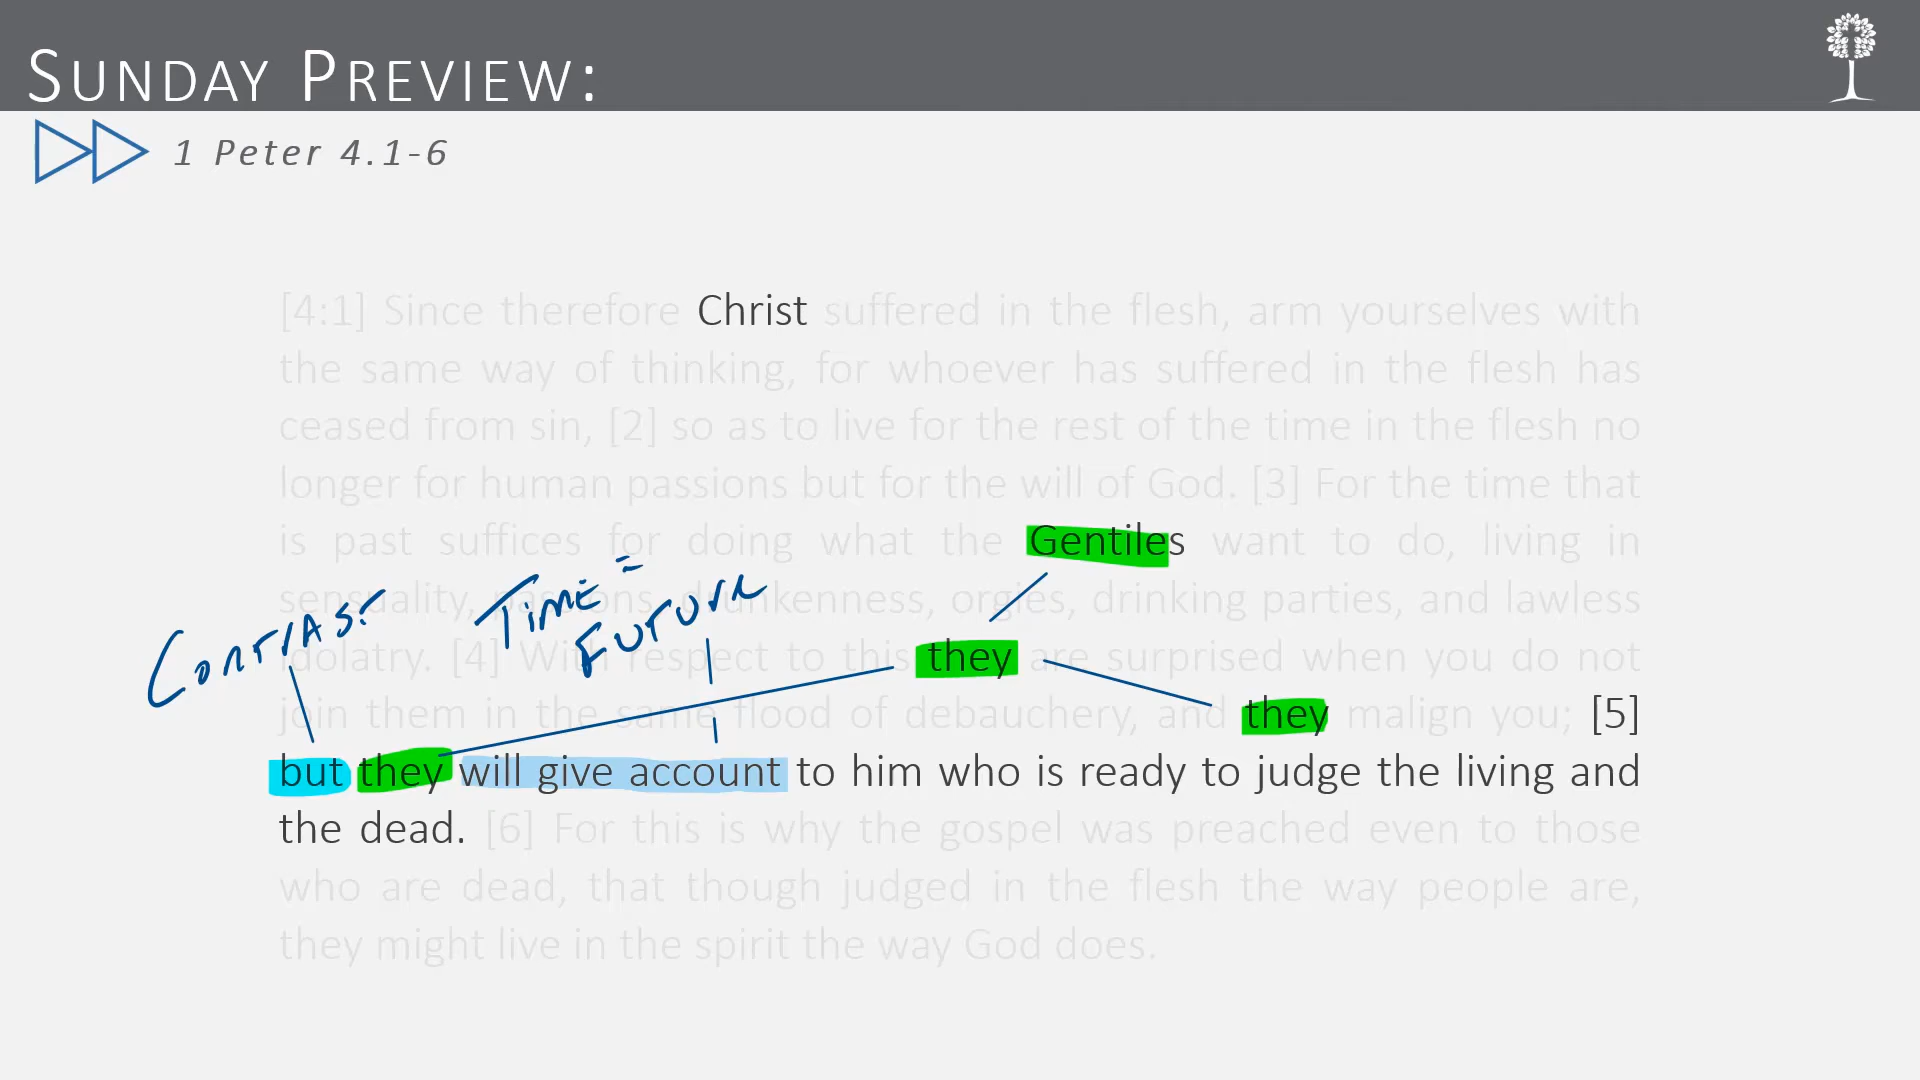 SUNDAY PREVIEW:
1 Peter 4.1-6
[4:1] Since therefore Christ suffered in the flesh, arm yourselves with
the same way of thinking, for whoever has suffered in the flesh has
ceased from sin, [2] so as to live for the rest of the time in the flesh no
longer for human passions but for the will of God. [3] For the time that
is past suffices for doing what the Gentiles want to do, living in
sensuality, passions, drunkenness, orgies, drinking parties, and lawless
idolatry. [4] With respect to this they are surprised when you do not
join them in the same flood of debauchery, and they malign you; [5]
but they will give account to him who is ready to judge the living and
the dead. [6] For this is why the gospel was preached even to those
who are dead, that though judged in the flesh the way people are,
they might live in the spirit the way God does.
CONTRAST
TIME =
FUTURE